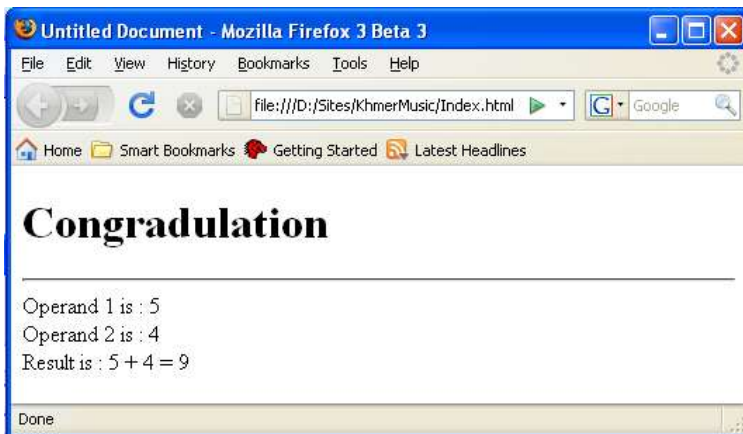 Untitled Document - Mozilla Firefox 3 Beta 3
File Edit View History Bookmarks Tools Help
file:///D:/Sites/KhmerMusic/Index.html G Google
Home Smart Bookmarks Getting Started Latest Headlines
Congradulation
Operand 1 is : 5
Operand 2 is : 4
Result is : 5 + 4 = 9
Done